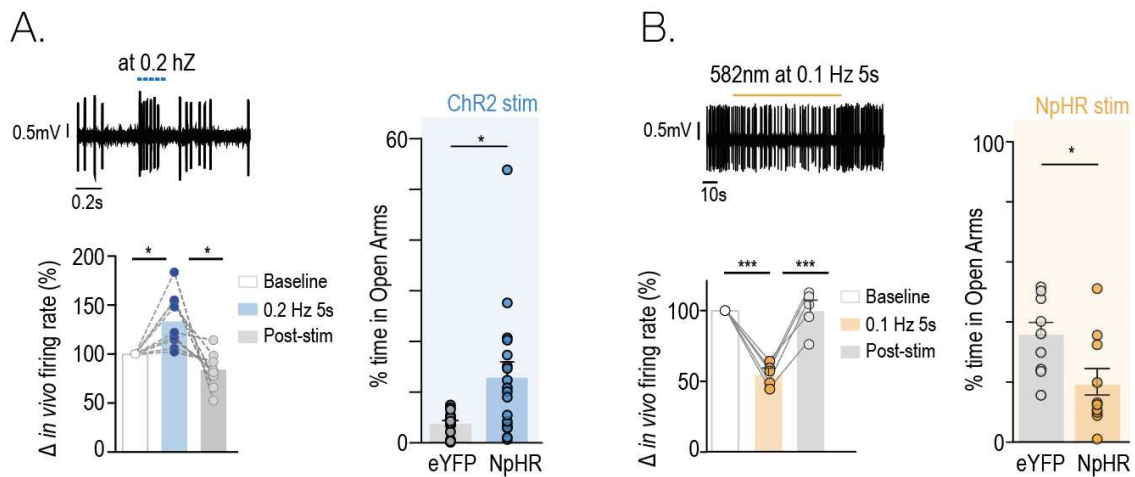 A.
at 0.2 hZ
0.5mV
0.2s
ChR2 stim
60
*
% time in Open Arms
0
eYFP NpHR
200
150
100
50
0
Δ in vivo firing rate (%)
* *
Baseline
0.2 Hz 5s
Post-stim
B.
582nm at 0.1 Hz 5s
0.5mV
10s
NpHR stim
100
*
% time in Open Arms
0
eYFP NpHR
100
50
0
Δ in vivo firing rate (%)
*** ***
Baseline
0.1 Hz 5s
Post-stim